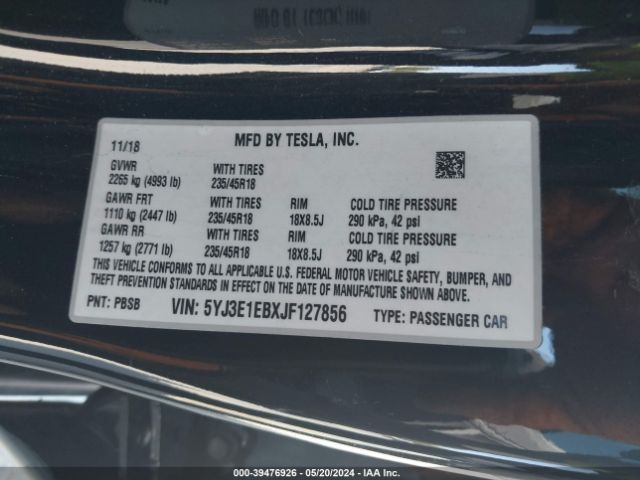 11/18 MFD BY TESLA, INC.
GVWR WITH TIRES
2265 kg (4993 lb) 235/45R18
GAWR FRT WITH TIRES RIM COLD TIRE PRESSURE
1110 kg (2447 lb) 235/45R18 18X8.5J 290 kPa, 42 psi
GAWR RR WITH TIRES RIM COLD TIRE PRESSURE
1257 kg (2771 lb) 235/45R18 18X8.5J 290 kPa, 42 psi
THIS VEHICLE CONFORMS TO ALL APPLICABLE U.S. FEDERAL MOTOR VEHICLE SAFETY, BUMPER, AND
THEFT PREVENTION STANDARDS IN EFFECT ON THE DATE OF MANUFACTURE SHOWN ABOVE.
PNT: PBSB VIN: 5YJ3E1EBXJF127856 TYPE: PASSENGER CAR
000-39476926 - 05/20/2024 - IAA Inc.